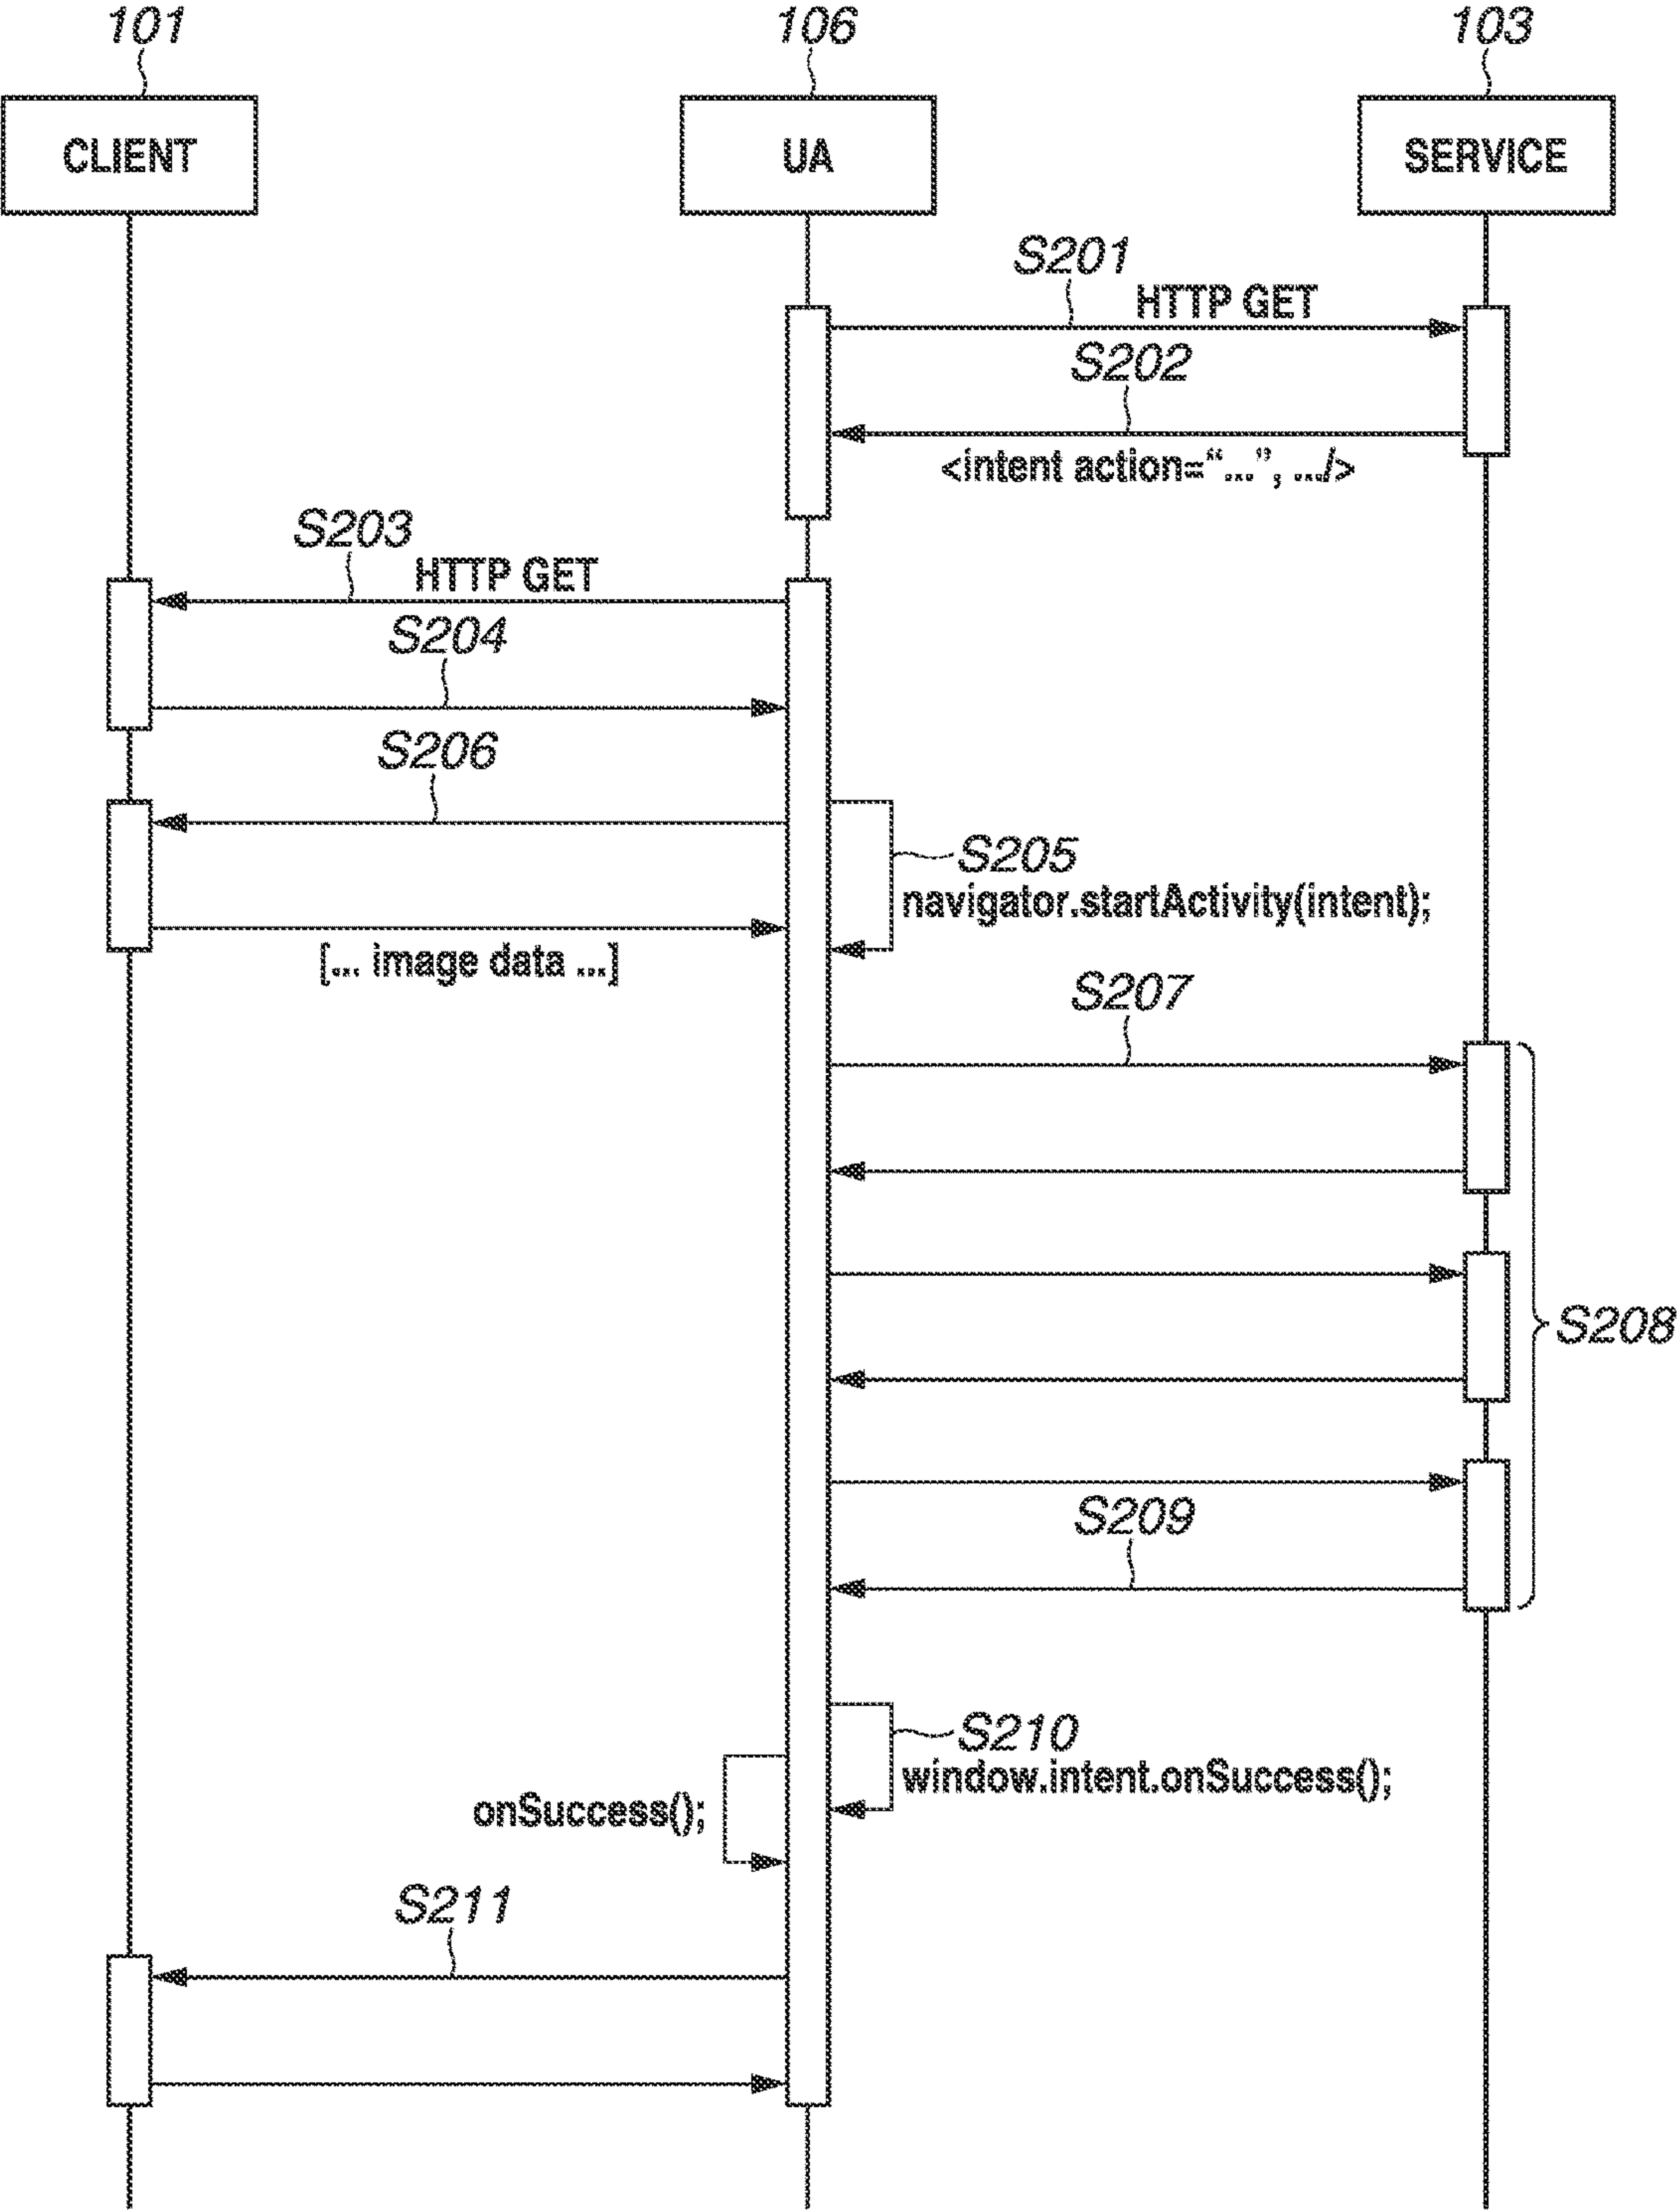 101
106
103
CLIENT
UA
SERVICE
S201
HTTP GET
S202
<intent action=“...”, .../>
S203
HTTP GET
S204
S206
S205
navigator.startActivity(intent);
[... image data ...]
S207
S208
S209
S210
window.intent.onSuccess();
onSuccess();
S211